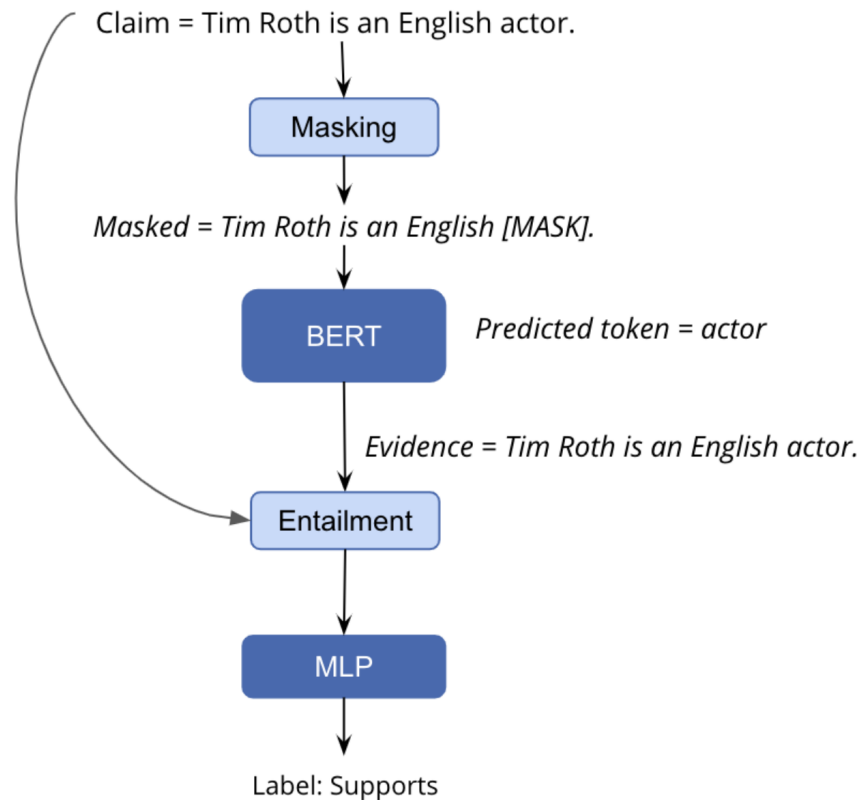 Claim = Tim Roth is an English actor.
Masking
Masked = Tim Roth is an English [MASK].
BERT
Predicted token = actor
Evidence = Tim Roth is an English actor.
Entailment
MLP
Label: Supports